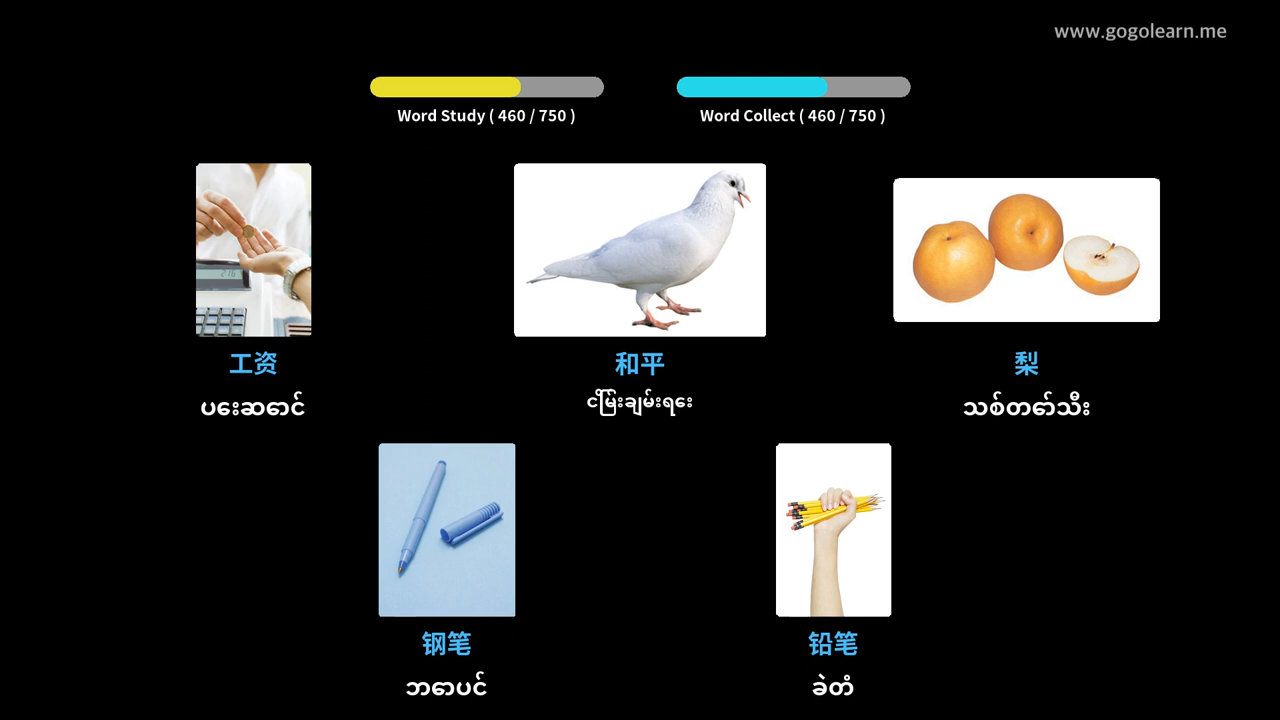 www.gogolearn.me
Word Study ( 460 / 750 )
Word Collect ( 460 / 750 )
工资
和平
梨
ပေးဆောင်
ငြိမ်းချမ်းရေး
သစ်တော်သီး
钢笔
铅笔
ဘောပင်
ခဲတံ